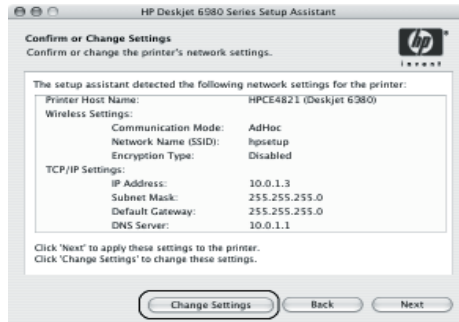 HP Deskjet 6980 Series Setup Assistant
Confirm or Change Settings
Confirm or change the printer's network settings.
hp
invent
The setup assistant detected the following network settings for the printer:
Printer Host Name: HPCE4821 (Deskjet 6980)
Wireless Settings:
Communication Mode: AdHoc
Network Name (SSID): hpsetup
Encryption Type: Disabled
TCP/IP Settings:
IP Address: 10.0.1.3
Subnet Mask: 255.255.255.0
Default Gateway: 255.255.255.0
DNS Server: 10.0.1.1
Click 'Next' to apply these settings to the printer.
Click 'Change Settings' to change these settings.
Change Settings Back Next